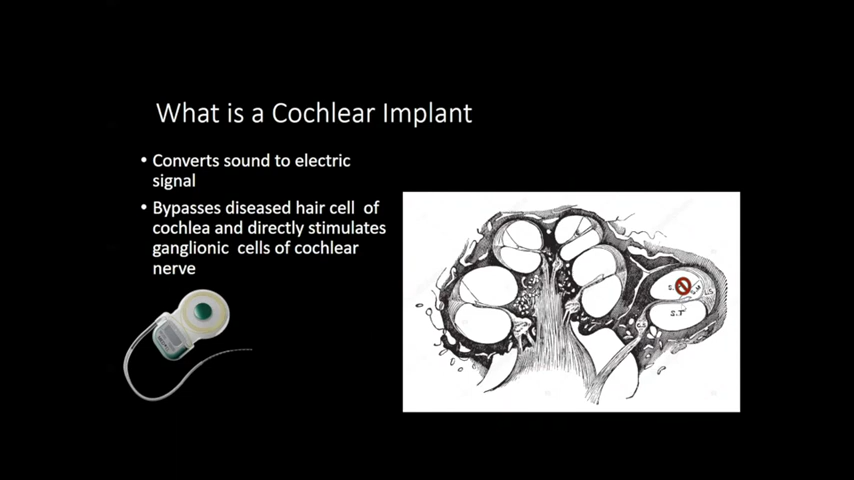 What is a Cochlear Implant
• Converts sound to electric
signal
• Bypasses diseased hair cell of
cochlea and directly stimulates
ganglionic cells of cochlear
nerve
S.T